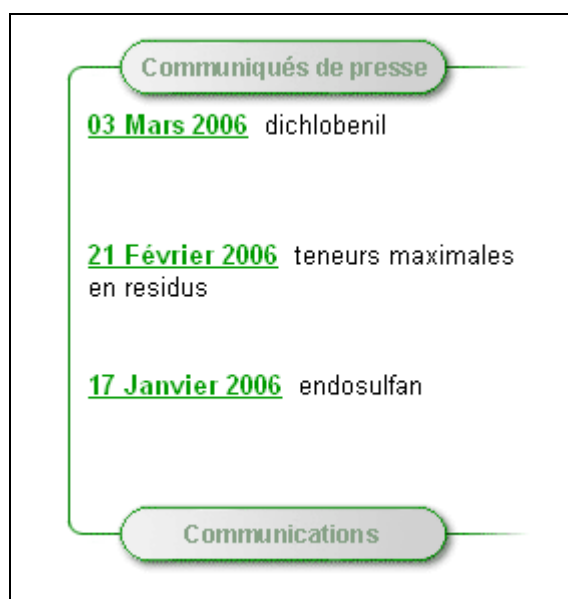 Communiqués de presse
03 Mars 2006 dichlobenil
21 Février 2006 teneurs maximales
en residus
17 Janvier 2006 endosulfan
Communications